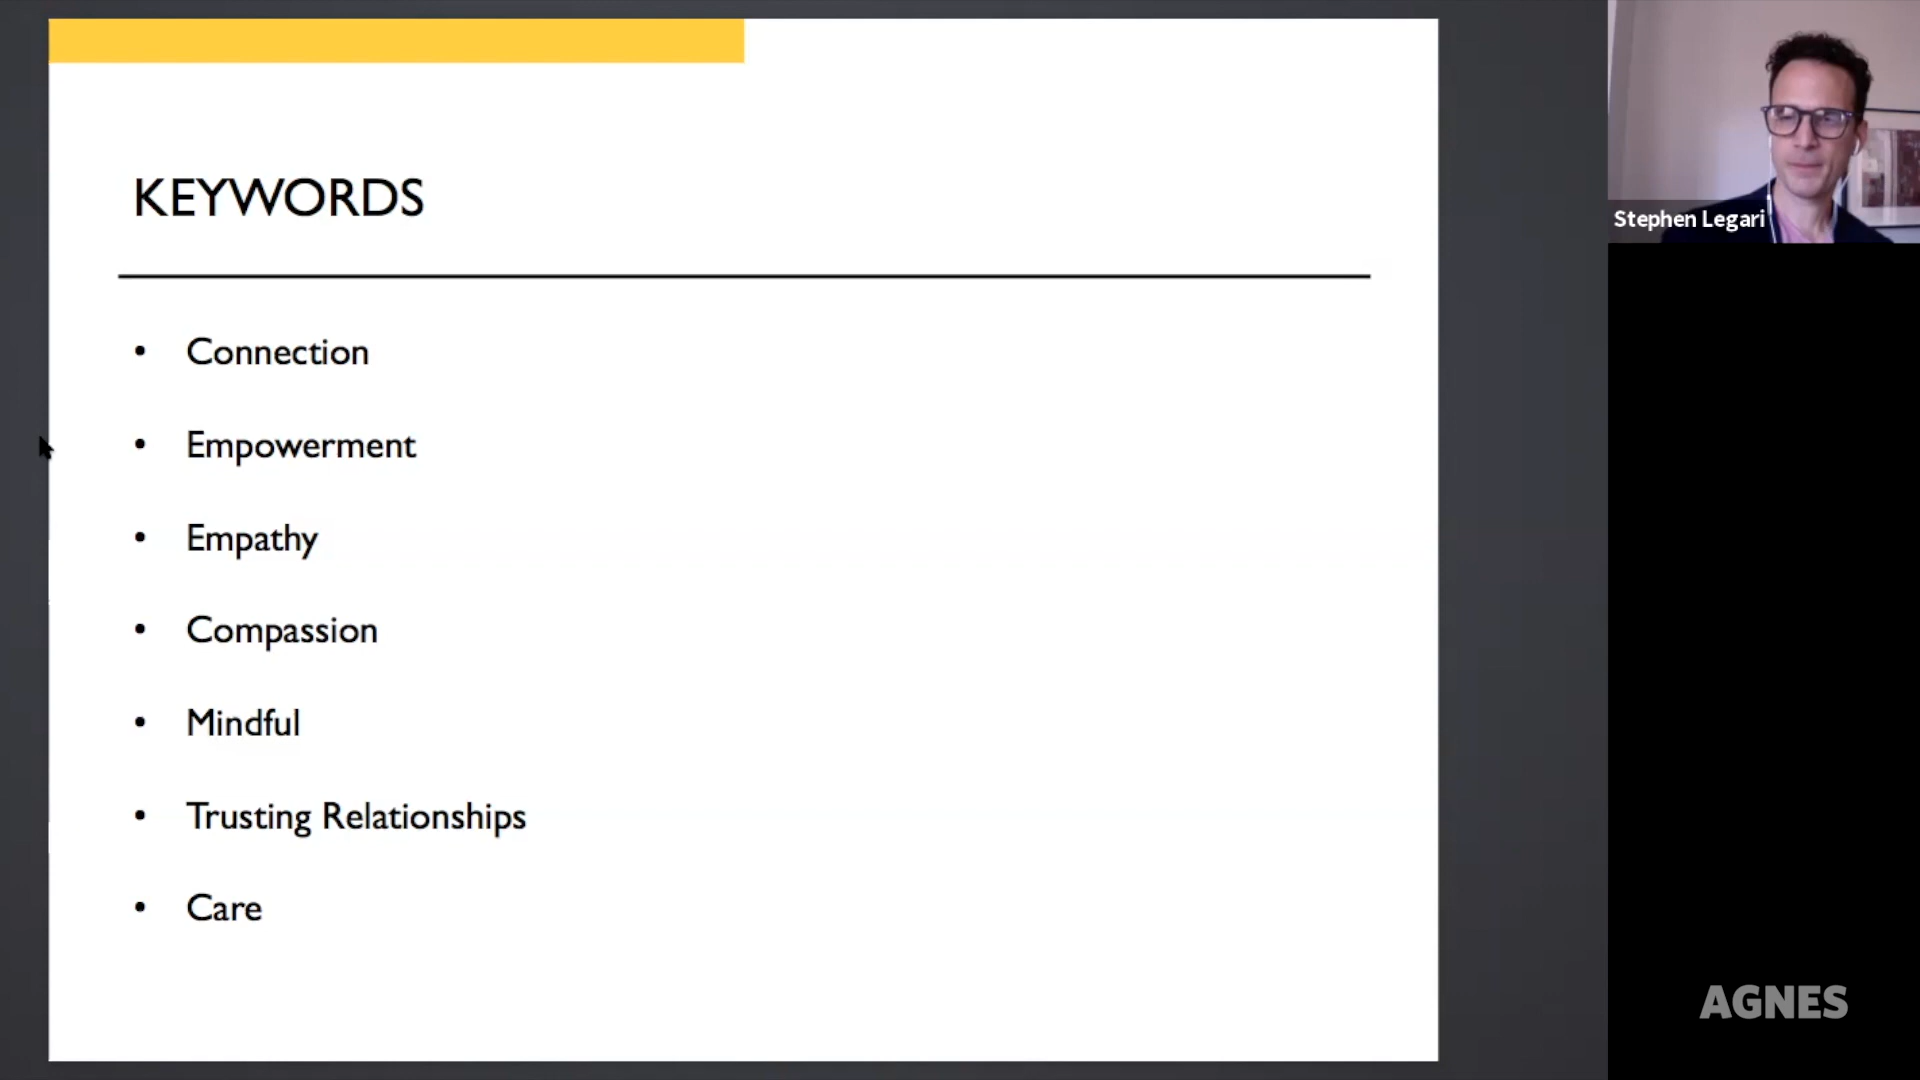 KEYWORDS
• Connection
• Empowerment
• Empathy
• Compassion
• Mindful
• Trusting Relationships
• Care
Stephen Legari
AGNES